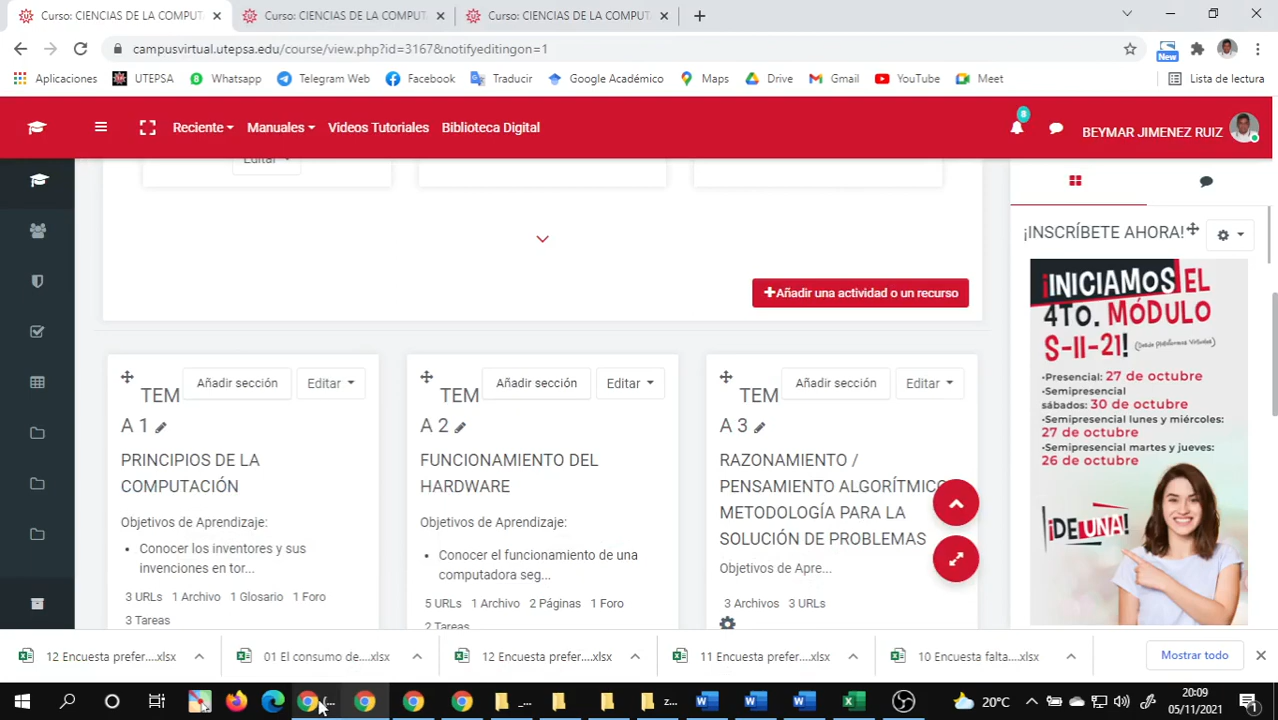 Curso: CIENCIAS DE LA COMPUT
Curso: CIENCIAS DE LA COMPUT
Curso: CIENCIAS DE LA COMPUT
campusvirtual.utepsa.edu/course/view.php?id=3167&notifyeditingon=1
New
Aplicaciones UTEPSA Whatsapp Telegram Web Facebook Traducir Google Académico Maps Drive Gmail YouTube Meet Lista de lectura
Reciente Manuales Videos Tutoriales Biblioteca Digital
8
BEYMAR JIMENEZ RUIZ
Editar
¡INSCRÍBETE AHORA!
¡INICIAMOS EL
4TO. MÓDULO
S-II-21!
•Presencial: 27 de octubre
•Semipresencial
sábados: 30 de octubre
•Semipresencial lunes y miércoles:
27 de octubre
•Semipresencial martes y jueves:
26 de octubre
¡DE UNA!
+Añadir una actividad o un recurso
TEM
A 1
Añadir sección
Editar
PRINCIPIOS DE LA
COMPUTACIÓN
Objetivos de Aprendizaje:
• Conocer los inventores y sus
invenciones en tor...
3 URLs 1 Archivo 1 Glosario 1 Foro
3 Tareas
TEM
A 2
Añadir sección
Editar
FUNCIONAMIENTO DEL
HARDWARE
Objetivos de Aprendizaje:
• Conocer el funcionamiento de una
computadora seg...
5 URLs 1 Archivo 2 Páginas 1 Foro
2 Tareas
TEM
A 3
Añadir sección
Editar
RAZONAMIENTO /
PENSAMIENTO ALGORÍTMICO
METODOLOGÍA PARA LA
SOLUCIÓN DE PROBLEMAS
Objetivos de Apre...
3 Archivos 3 URLs
12 Encuesta prefer....xlsx
01 El consumo de....xlsx
12 Encuesta prefer....xlsx
11 Encuesta prefer....xlsx
10 Encuesta falta....xlsx
Mostrar todo
(...
_...
z...
20°C
20:09
05/11/2021
1